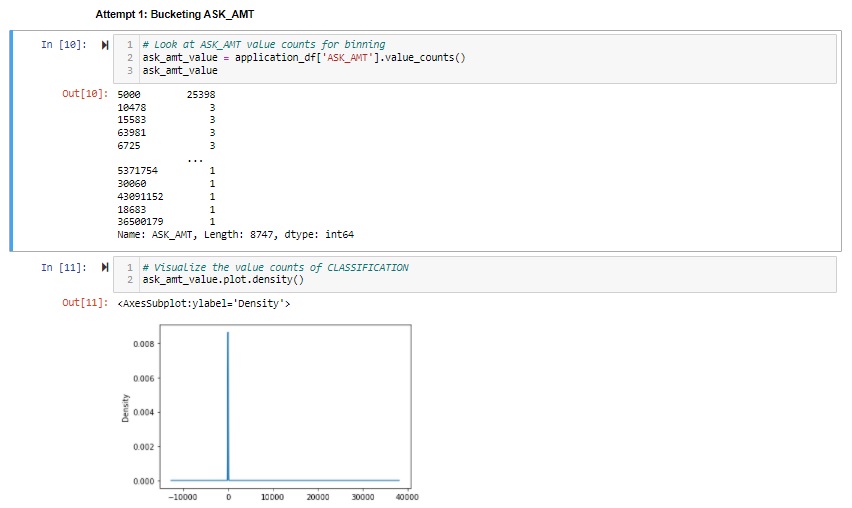 Attempt 1: Bucketing ASK_AMT
In [10]:
1 # Look at ASK_AMT value counts for binning
2 ask_amt_value = application_df['ASK_AMT'].value_counts()
3 ask_amt_value
Out[10]:
5000 25398
10478 3
15583 3
63981 3
6725 3
...
5371754 1
30060 1
43091152 1
18683 1
36500179 1
Name: ASK_AMT, Length: 8747, dtype: int64
In [11]:
1 # Visualize the value counts of CLASSIFICATION
2 ask_amt_value.plot.density()
Out[11]: <AxesSubplot:ylabel='Density'>
0.008
0.006
0.004
0.002
0.000
Density
−10000 0 10000 20000 30000 40000